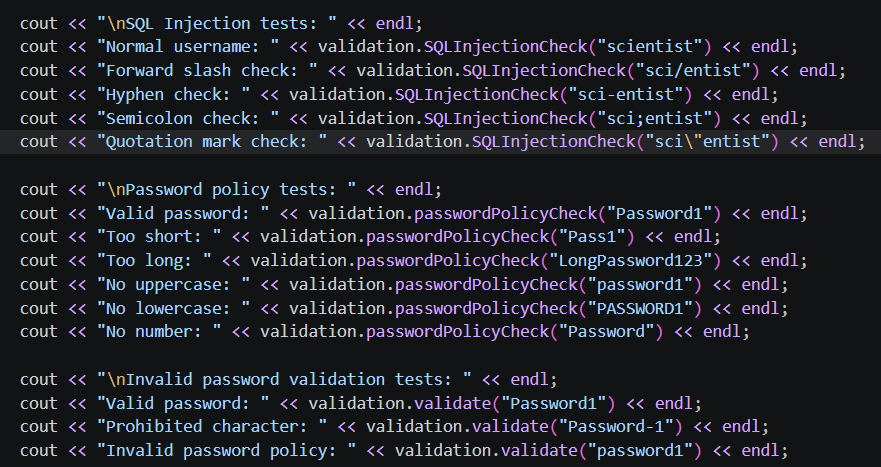 cout << "\nSQL Injection tests: " << endl;
cout << "Normal username: " << validation.SQLInjectionCheck("scientist") << endl;
cout << "Forward slash check: " << validation.SQLInjectionCheck("sci/entist") << endl;
cout << "Hyphen check: " << validation.SQLInjectionCheck("sci-entist") << endl;
cout << "Semicolon check: " << validation.SQLInjectionCheck("sci;entist") << endl;
cout << "Quotation mark check: " << validation.SQLInjectionCheck("sci\"entist") << endl;
cout << "\nPassword policy tests: " << endl;
cout << "Valid password: " << validation.passwordPolicyCheck("Password1") << endl;
cout << "Too short: " << validation.passwordPolicyCheck("Pass1") << endl;
cout << "Too long: " << validation.passwordPolicyCheck("LongPassword123") << endl;
cout << "No uppercase: " << validation.passwordPolicyCheck("password1") << endl;
cout << "No lowercase: " << validation.passwordPolicyCheck("PASSWORD1") << endl;
cout << "No number: " << validation.passwordPolicyCheck("Password") << endl;
cout << "\nInvalid password validation tests: " << endl;
cout << "Valid password: " << validation.validate("Password1") << endl;
cout << "Prohibited character: " << validation.validate("Password-1") << endl;
cout << "Invalid password policy: " << validation.validate("password1") << endl;